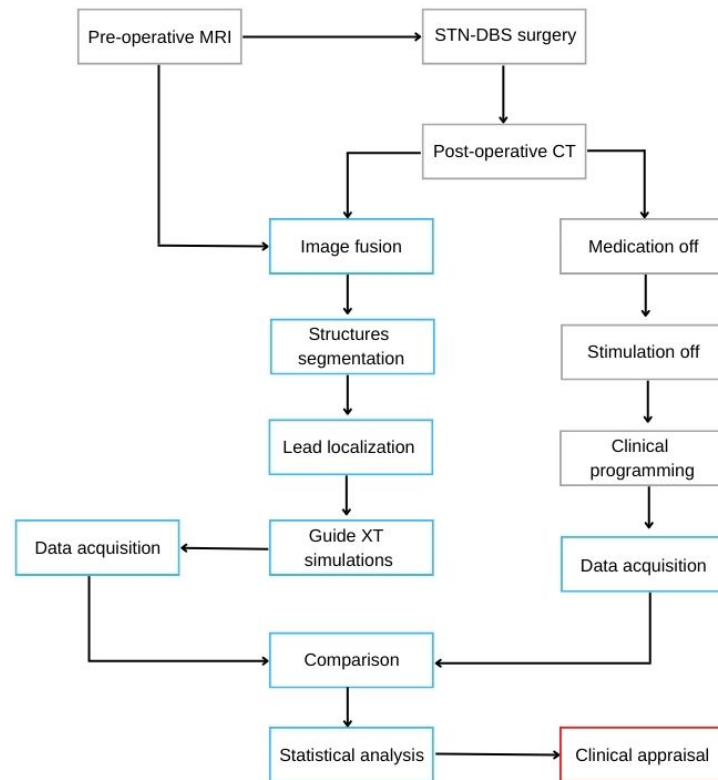 Pre-operative MRI
STN-DBS surgery
Post-operative CT
Image fusion
Medication off
Structures
segmentation
Stimulation off
Lead localization
Clinical
programming
Data acquisition
Guide XT
simulations
Data acquisition
Comparison
Statistical analysis
Clinical appraisal